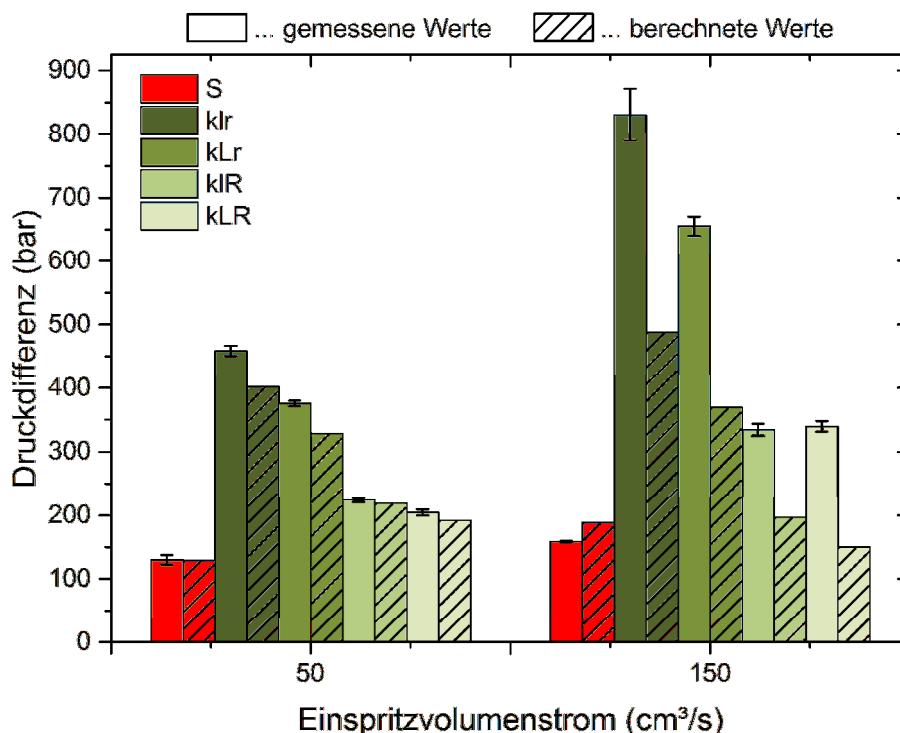 ... gemessene Werte ... berechnete Werte
900
800
700
600
500
400
300
200
100
0
Druckdifferenz (bar)
S
klr
kLr
klR
kLR
50 150
Einspritzvolumenstrom (cm³/s)